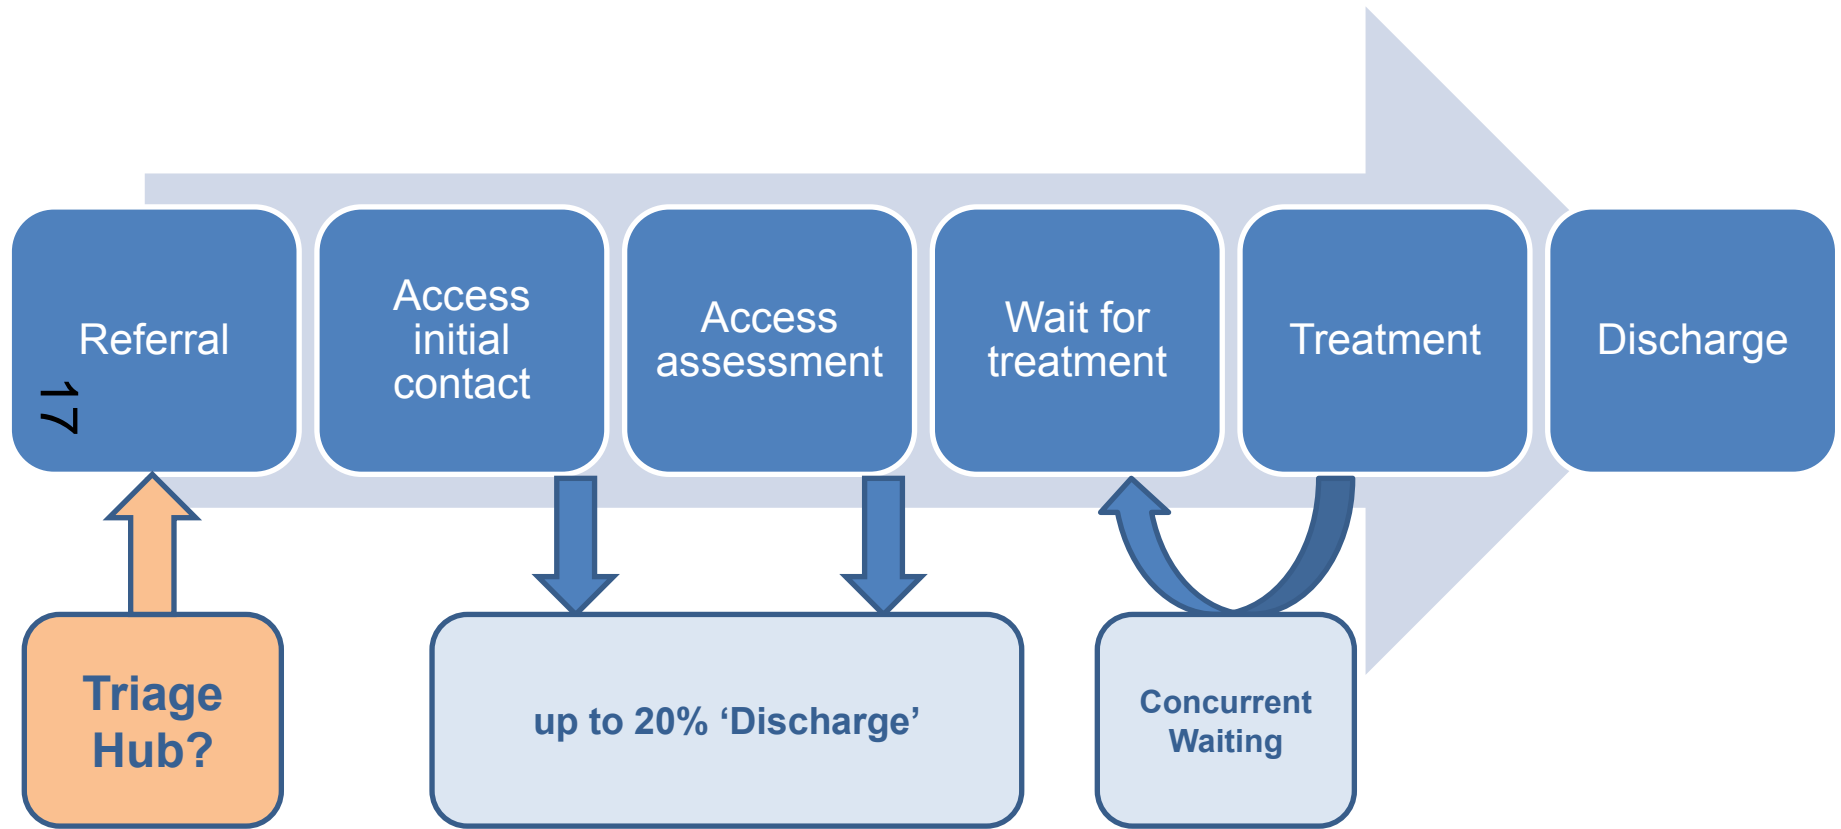 Referral
17
Access
initial
contact
Access
assessment
Wait for
treatment
Treatment
Discharge
Triage
Hub?
up to 20% ‘Discharge’
Concurrent
Waiting